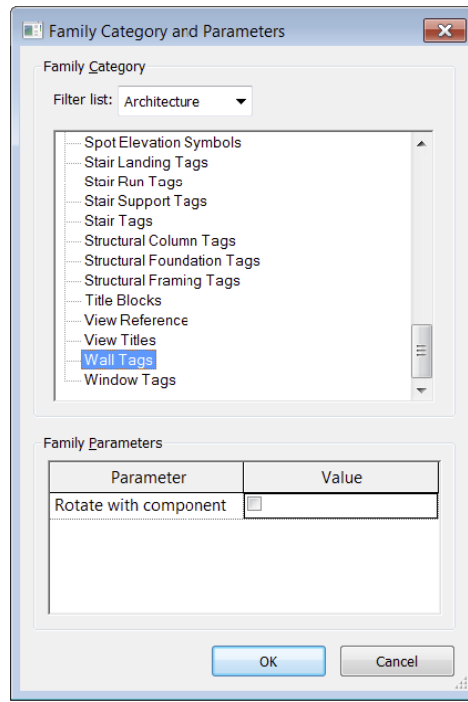 Family Category and Parameters
Family Category
Filter list: Architecture
Spot Elevation Symbols
Stair Landing Tags
Stair Run Tags
Stair Support Tags
Stair Tags
Structural Column Tags
Structural Foundation Tags
Structural Framing Tags
Title Blocks
View Reference
View Titles
Wall Tags
Window Tags
Family Parameters
Parameter Value
Rotate with component
OK Cancel